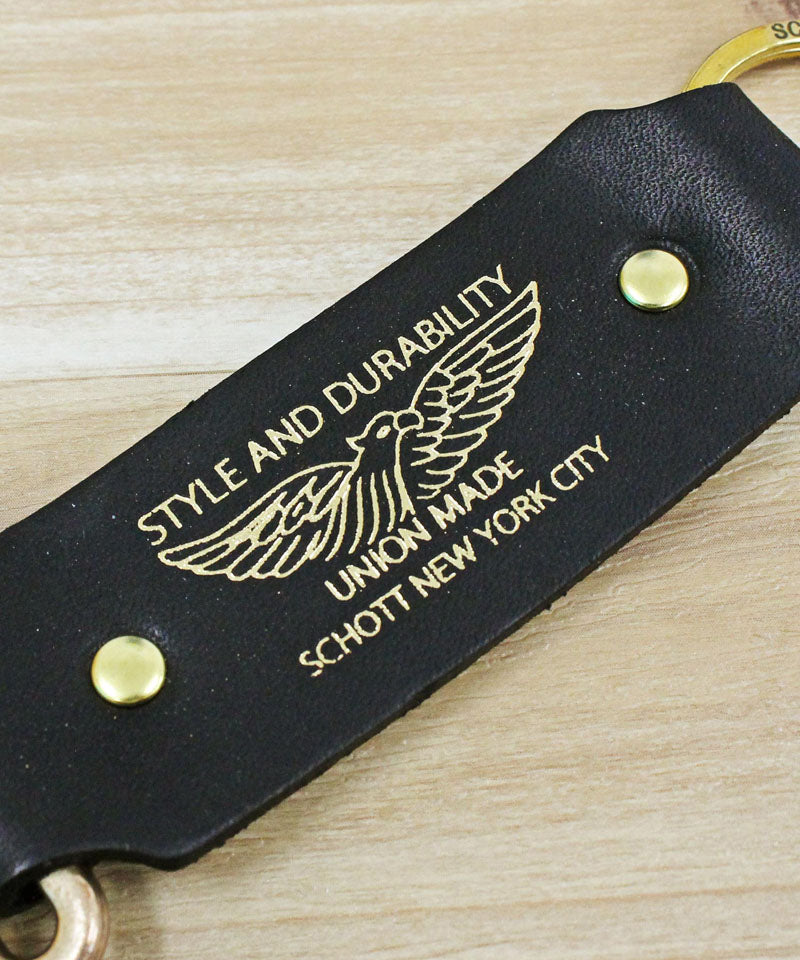 STYLE AND DURABILITY
UNION MADE
SCHOTT NEW YORK CITY